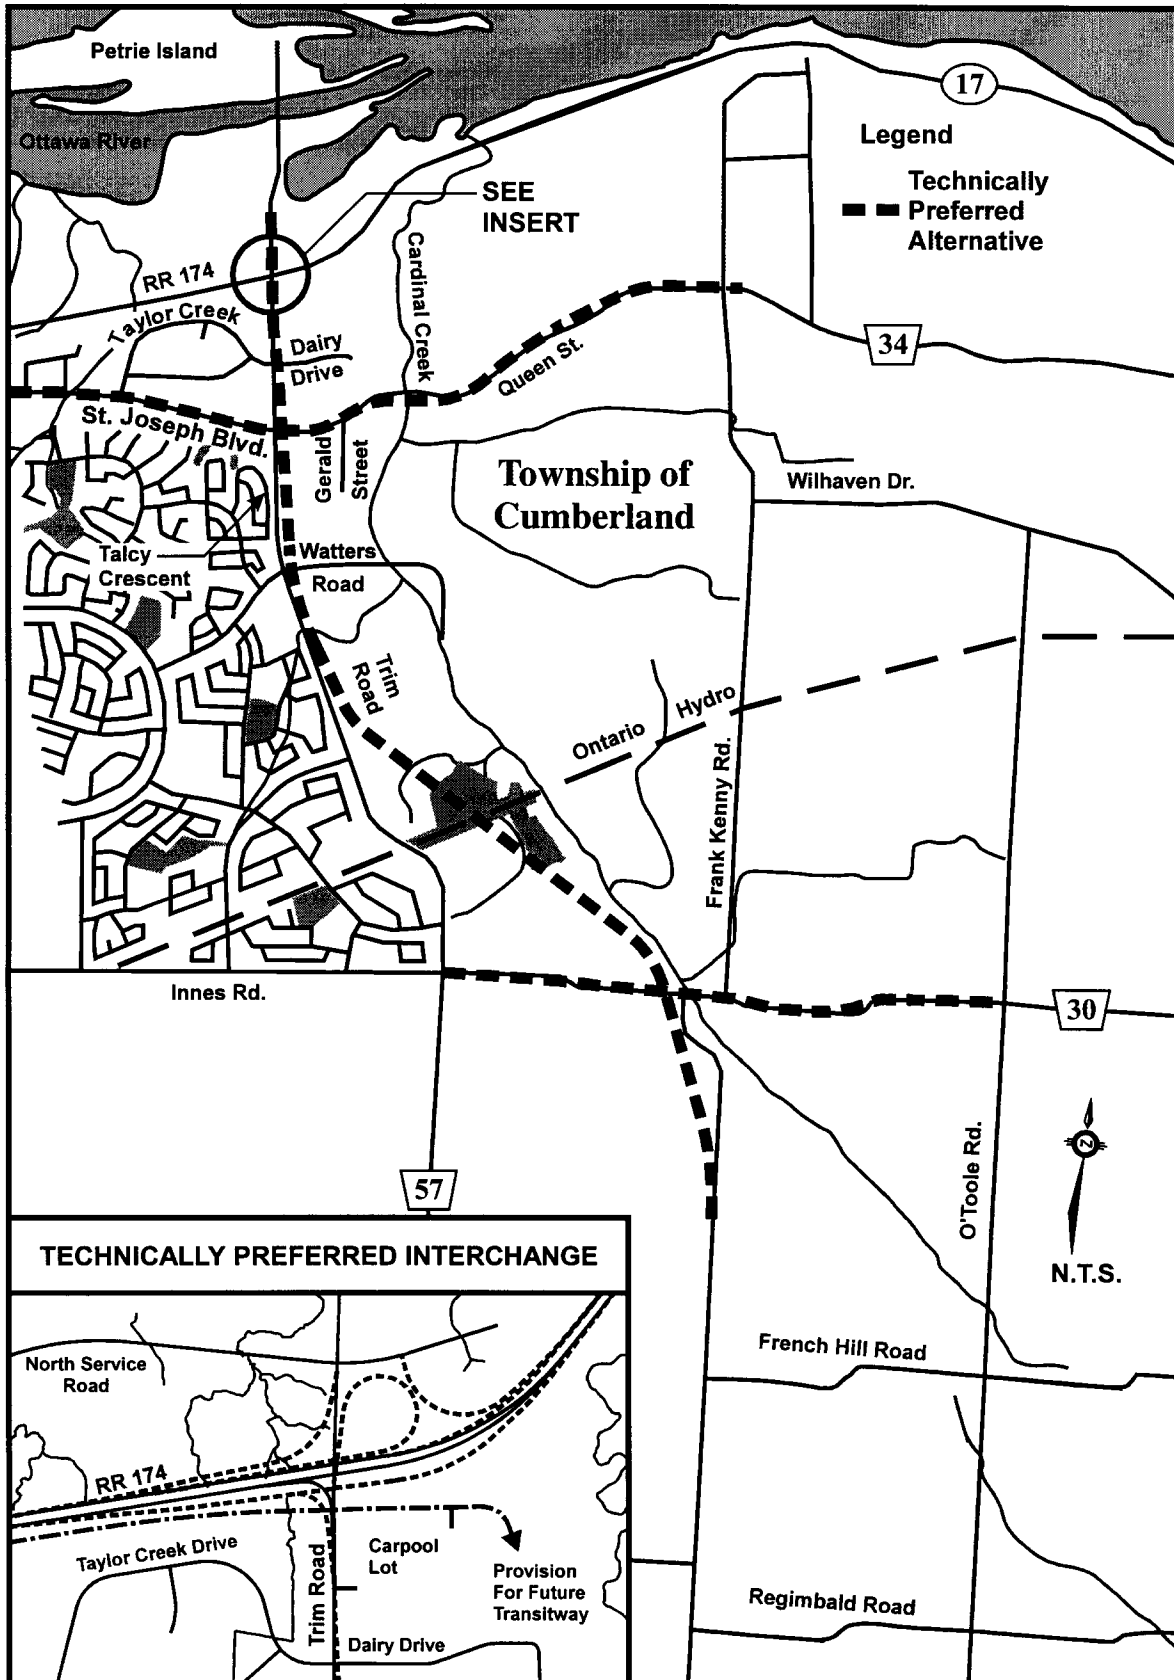 Petrie Island
17
Ottawa River
Legend
Technically
Preferred
Alternative
SEE
INSERT
RR 174
Cardinal Creek
Taylor Creek
Dairy
Drive
34
Queen St.
St. Joseph Blvd.
Gerald
Street
Township of
Cumberland
Wilhaven Dr.
Talcy
Crescent
Watters
Road
Trim
Road
Ontario Hydro
Frank Kenny Rd.
Innes Rd.
30
57
O'Toole Rd.
Z
N.T.S.
TECHNICALLY PREFERRED INTERCHANGE
French Hill Road
North Service
Road
RR 174
Taylor Creek Drive
Trim Road
Carpool
Lot
Provision
For Future
Transitway
Dairy Drive
Regimbald Road